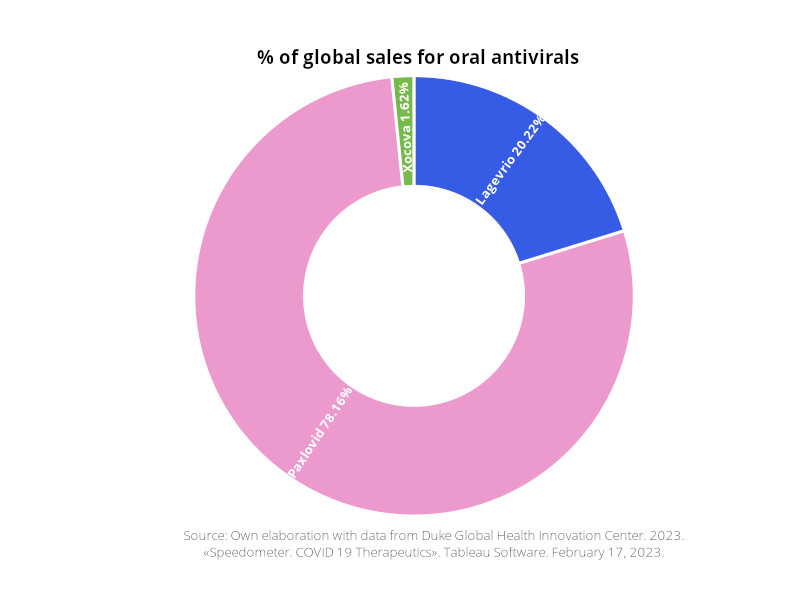 % of global sales for oral antivirals
Xocova 1.62%
Lagevrio 20.22%
Paxlovid 78.16%
Source: Own elaboration with data from Duke Global Health Innovation Center. 2023.
«Speedometer. COVID 19 Therapeutics». Tableau Software. February 17, 2023.